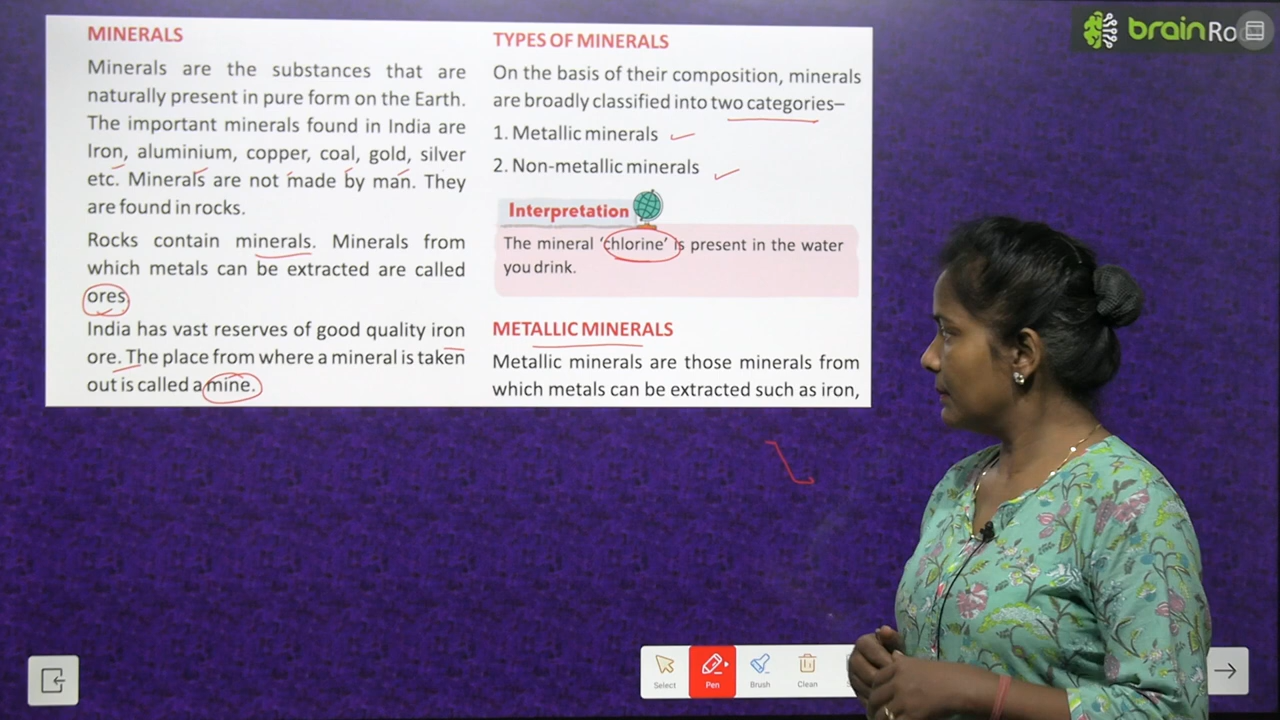 MINERALS
Minerals are the substances that are
naturally present in pure form on the Earth.
The important minerals found in India are
Iron, aluminium, copper, coal, gold, silver
etc. Minerals are not made by man. They
are found in rocks.
Rocks contain minerals. Minerals from
which metals can be extracted are called
ores.
India has vast reserves of good quality iron
ore. The place from where a mineral is taken
out is called a mine.
TYPES OF MINERALS
On the basis of their composition, minerals
are broadly classified into two categories–
1. Metallic minerals
2. Non-metallic minerals
Interpretation
The mineral ‘chlorine’ is present in the water
you drink.
METALLIC MINERALS
Metallic minerals are those minerals from
which metals can be extracted such as iron,
brain
Select
Pen
Brush
Clean